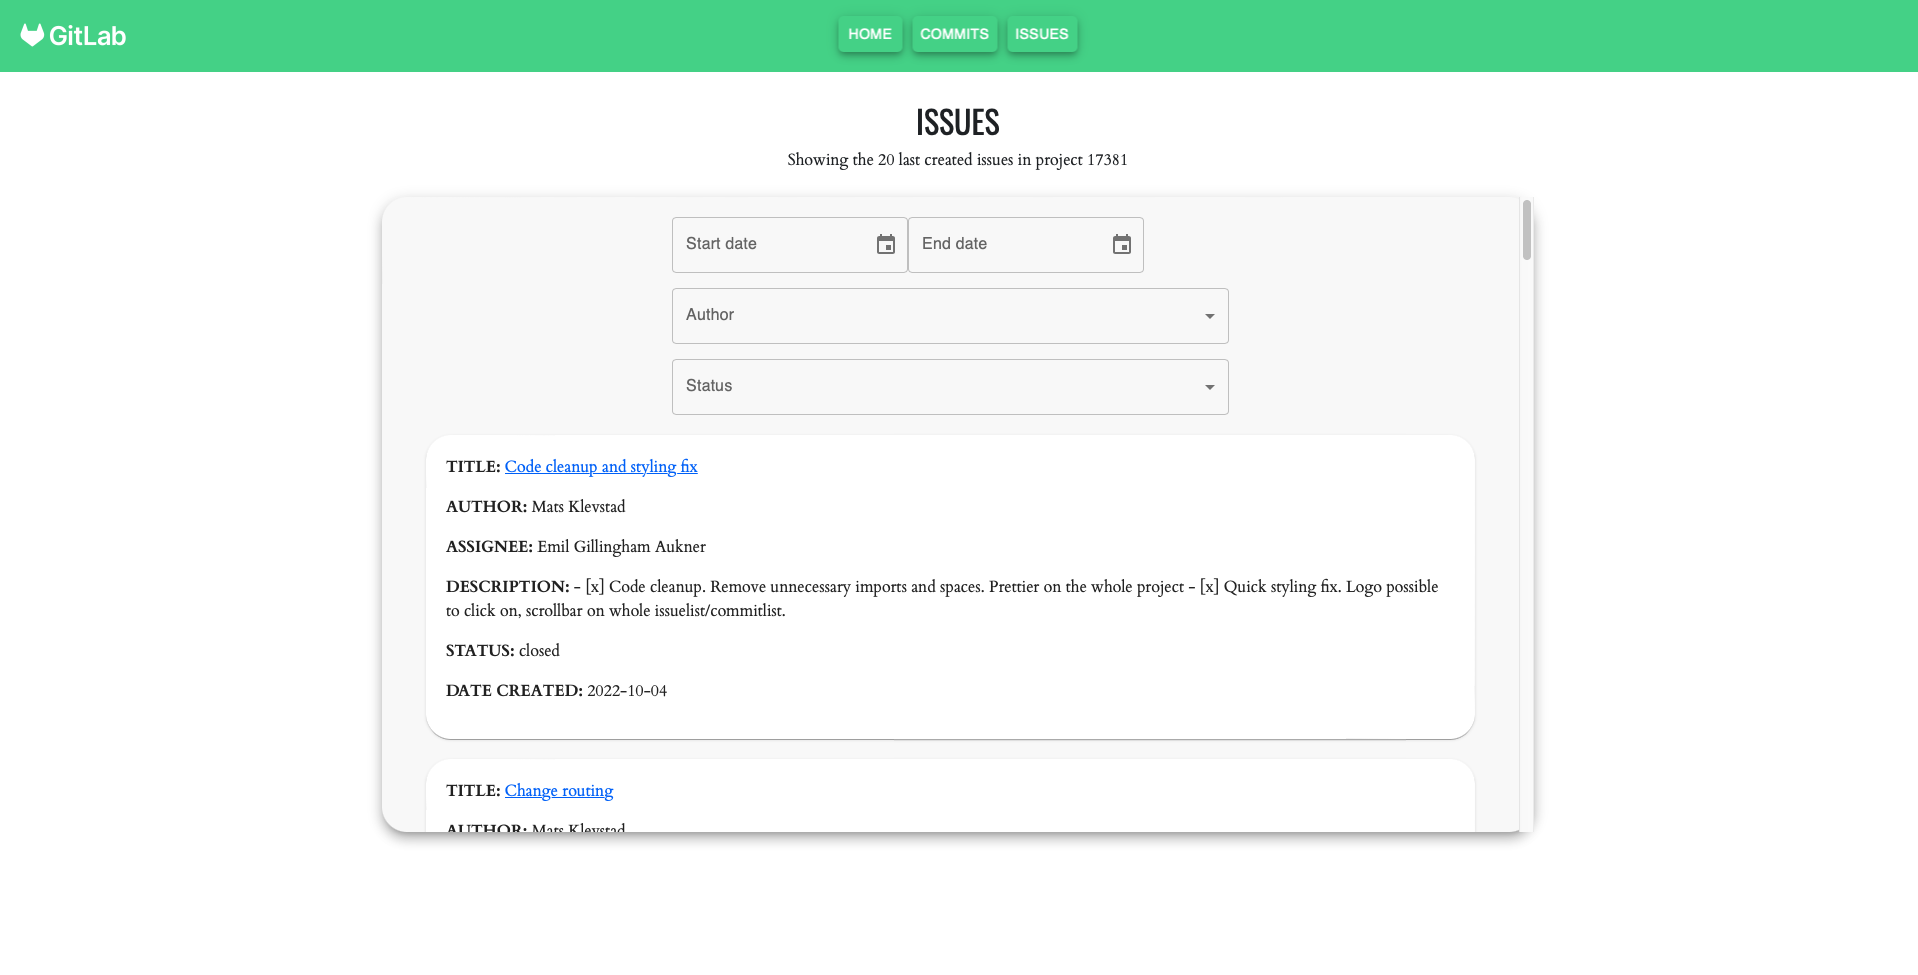 GitLab
HOME COMMITS ISSUES
ISSUES
Showing the 20 last created issues in project 17381
Start date End date
Author
Status
TITLE: Code cleanup and styling fix
AUTHOR: Mats Klevstad
ASSIGNEE: Emil Gillingham Aukner
DESCRIPTION: - [x] Code cleanup. Remove unnecessary imports and spaces. Prettier on the whole project - [x] Quick styling fix. Logo possible
to click on, scrollbar on whole issuelist/commitlist.
STATUS: closed
DATE CREATED: 2022-10-04
TITLE: Change routing
AUTHOR: Mats Klevstad